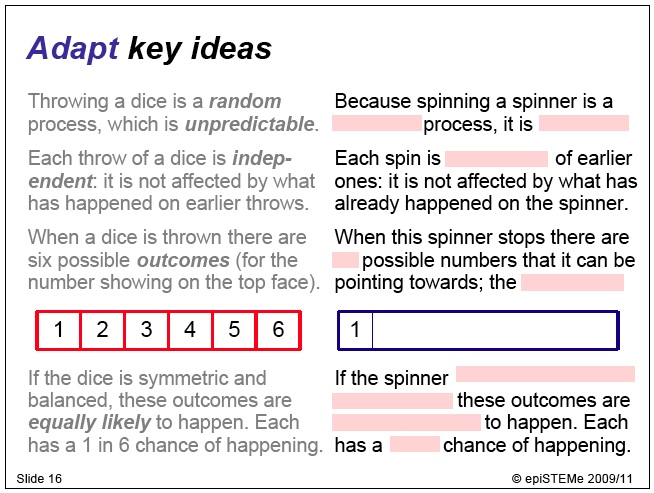 Adapt key ideas
Throwing a dice is a random
process, which is unpredictable.
Each throw of a dice is indep-
endent: it is not affected by what
has happened on earlier throws.
When a dice is thrown there are
six possible outcomes (for the
number showing on the top face).
1 2 3 4 5 6
If the dice is symmetric and
balanced, these outcomes are
equally likely to happen. Each
has a 1 in 6 chance of happening.
Because spinning a spinner is a
process, it is
Each spin is of earlier
ones: it is not affected by what has
already happened on the spinner.
When this spinner stops there are
possible numbers that it can be
pointing towards; the
1
If the spinner
these outcomes are
to happen. Each
has a chance of happening.
Slide 16
© epiSTEMe 2009/11